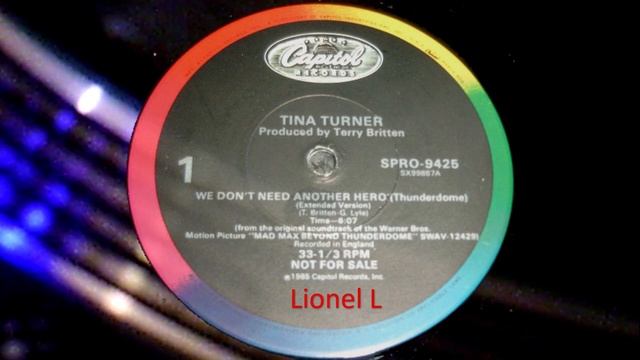 Capitol
RECORDS
TINA TURNER
Produced by Terry Britten
1
SPRO-9425
SX99867A
WE DON'T NEED ANOTHER HERO (Thunderdome)
(Extended Version)
(T. Britten-G. Lyle)
Time—6:07
(from the original soundtrack of the Warner Bros.
Motion Picture "MAD MAX BEYOND THUNDERDOME" SWAV-12429)
Recorded in England
33-1/3 RPM
NOT FOR SALE
℗1985 Capitol Records, Inc.
Lionel L